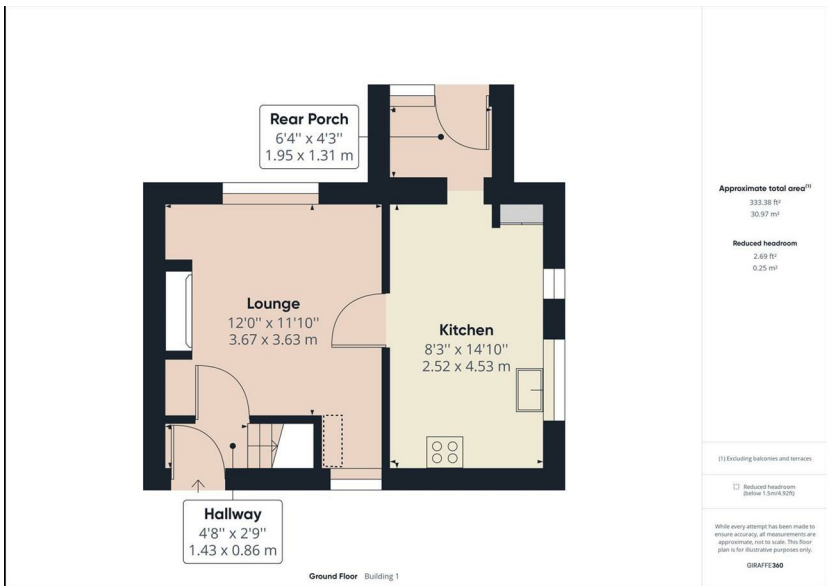 Rear Porch
6'4'' x 4'3''
1.95 x 1.31 m
Lounge
12'0'' x 11'10''
3.67 x 3.63 m
Kitchen
8'3'' x 14'10''
2.52 x 4.53 m
Hallway
4'8'' x 2'9''
1.43 x 0.86 m
Ground Floor Building 1
Approximate total area(1)
333.38 ft²
30.97 m²
Reduced headroom
2.69 ft²
0.25 m²
(1) Excluding balconies and terraces
Reduced headroom
(below 1.5m/4.92ft)
While every attempt has been made to
ensure accuracy, all measurements are
approximate, not to scale. This floor
plan is for illustrative purposes only.
GIRAFFE360